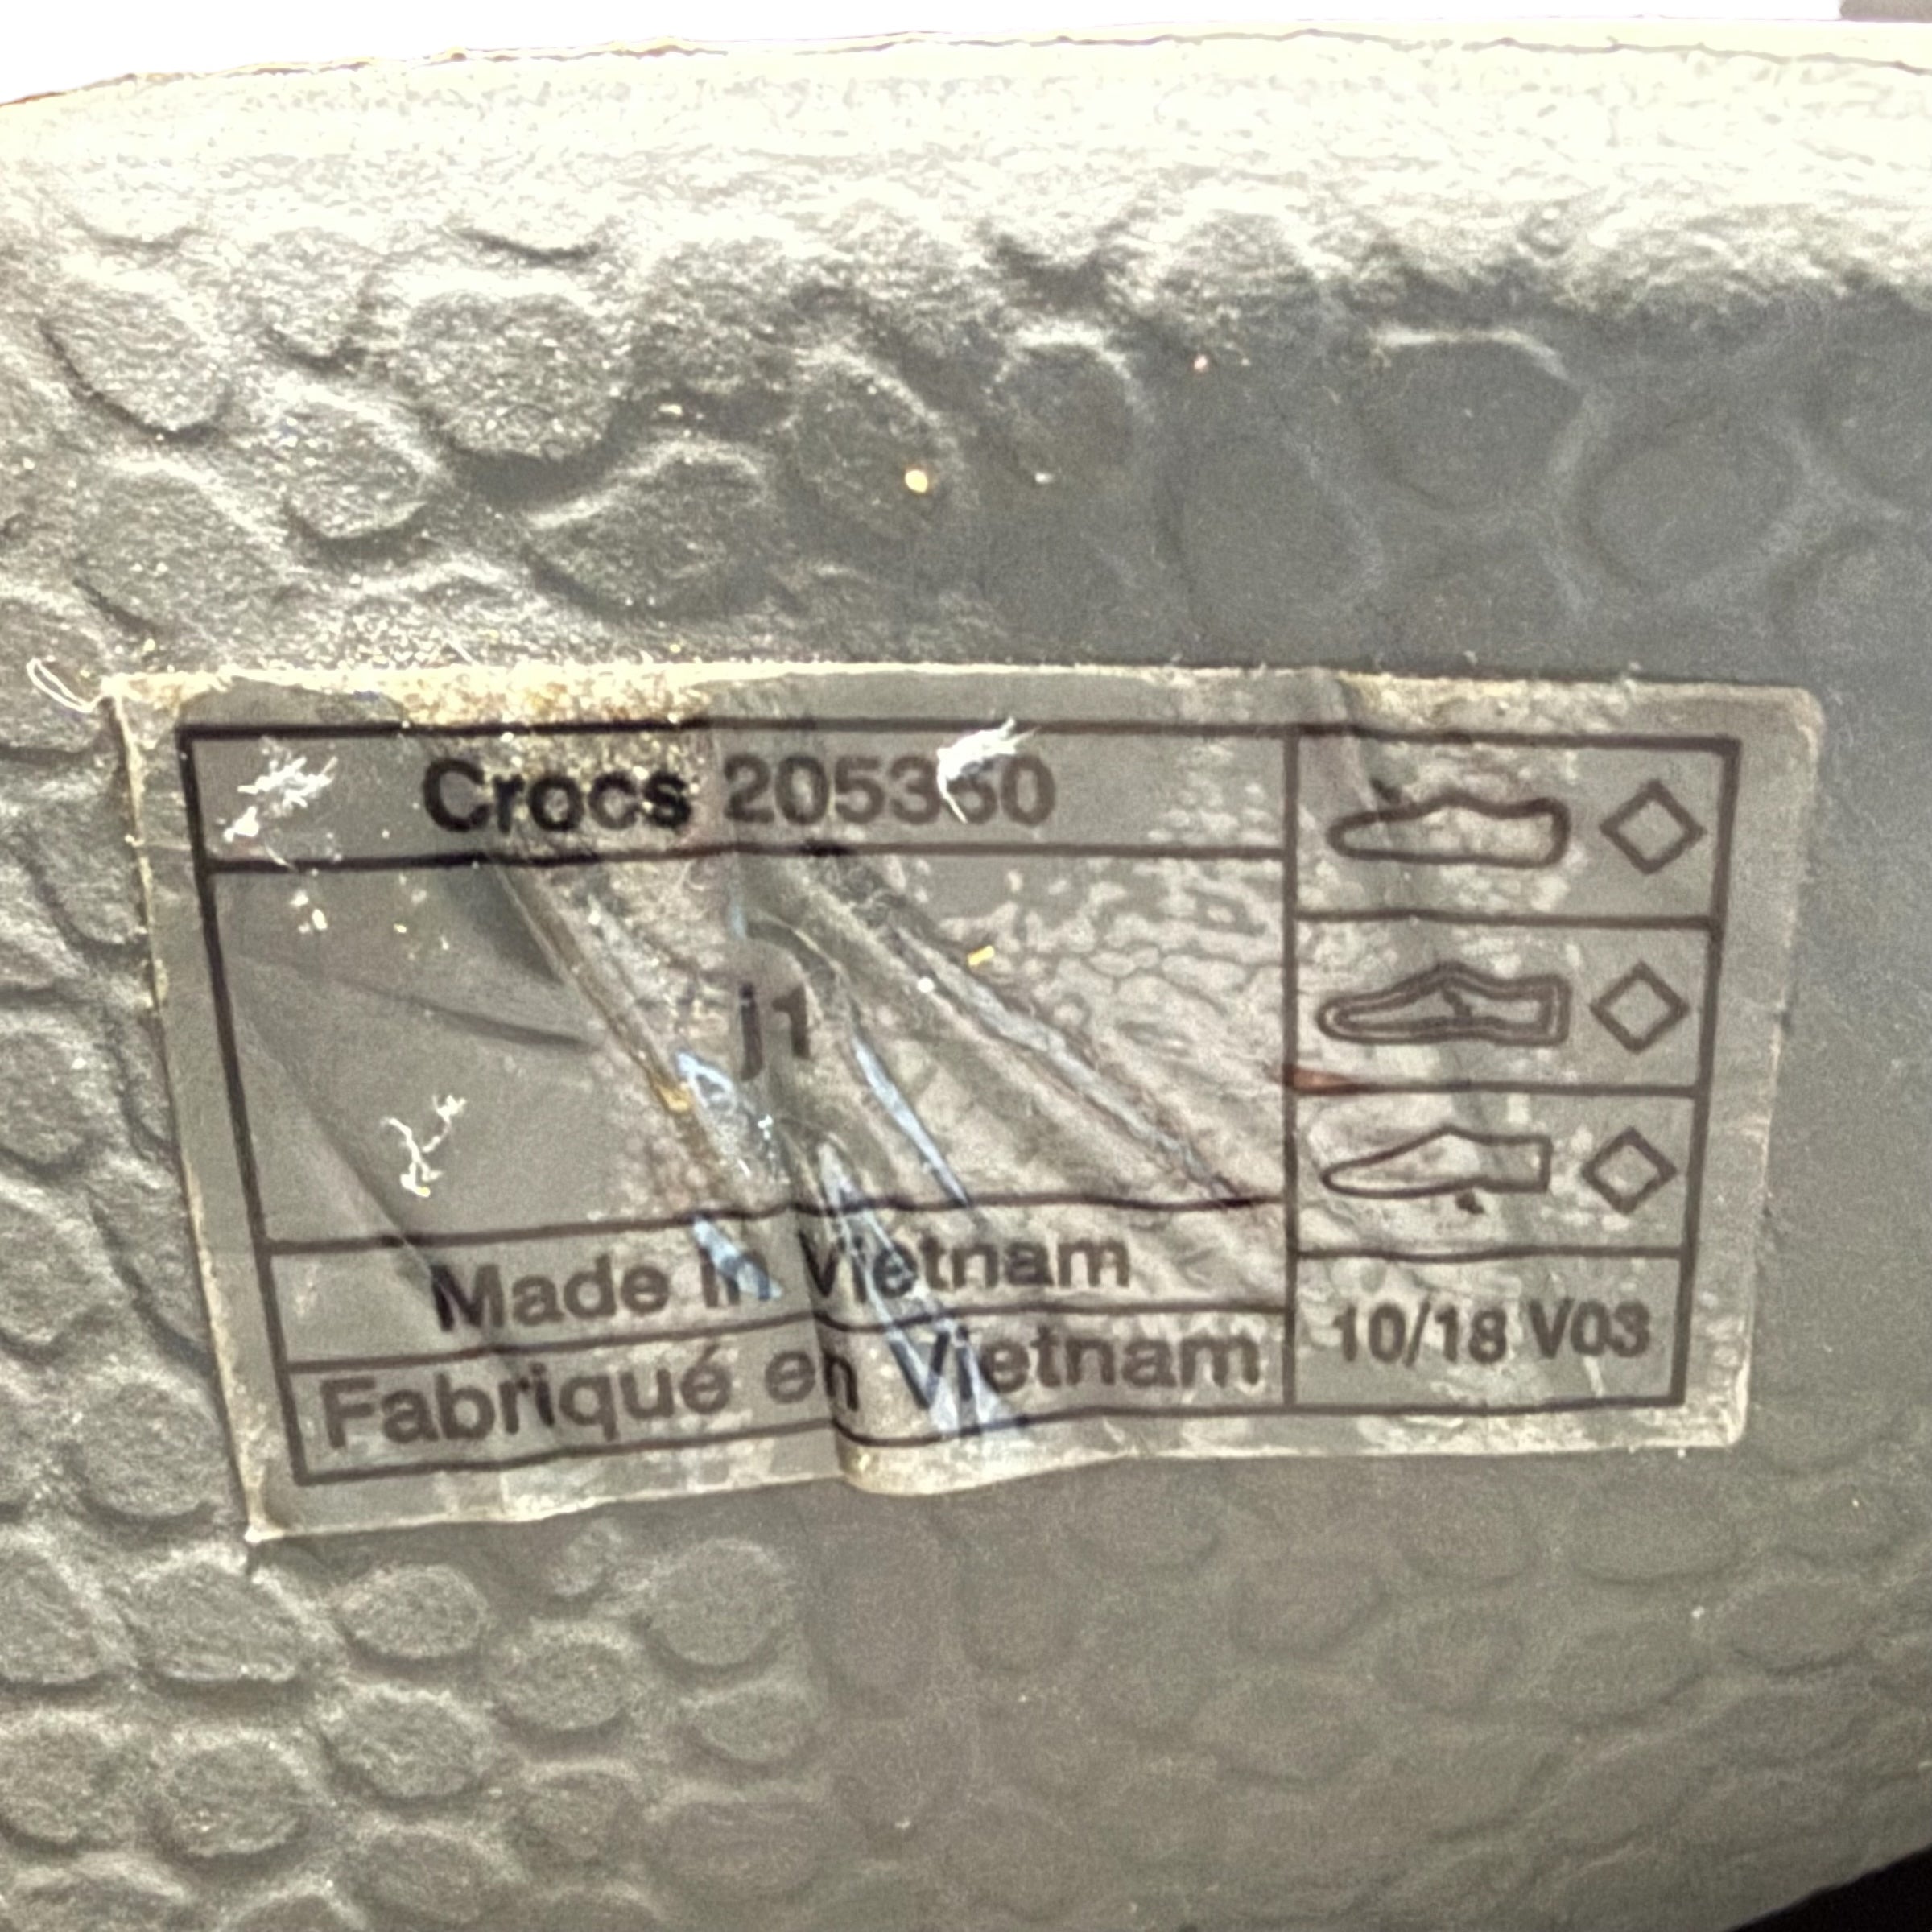 Crocs 205350
j1
Made in Vietnam
Fabriqué en Vietnam
10/18 V03